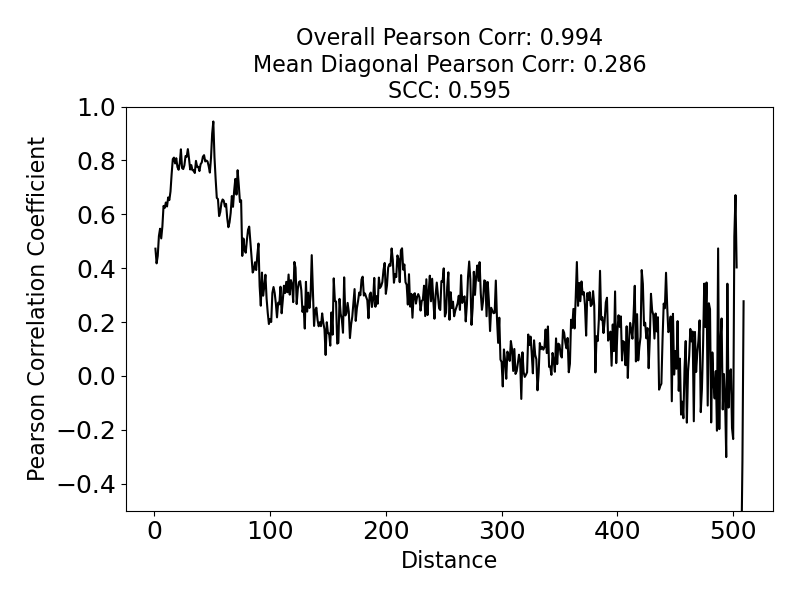 Overall Pearson Corr: 0.994
Mean Diagonal Pearson Corr: 0.286
SCC: 0.595
Pearson Correlation Coefficient
1.0
0.8
0.6
0.4
0.2
0.0
−0.2
−0.4
0 100 200 300 400 500
Distance